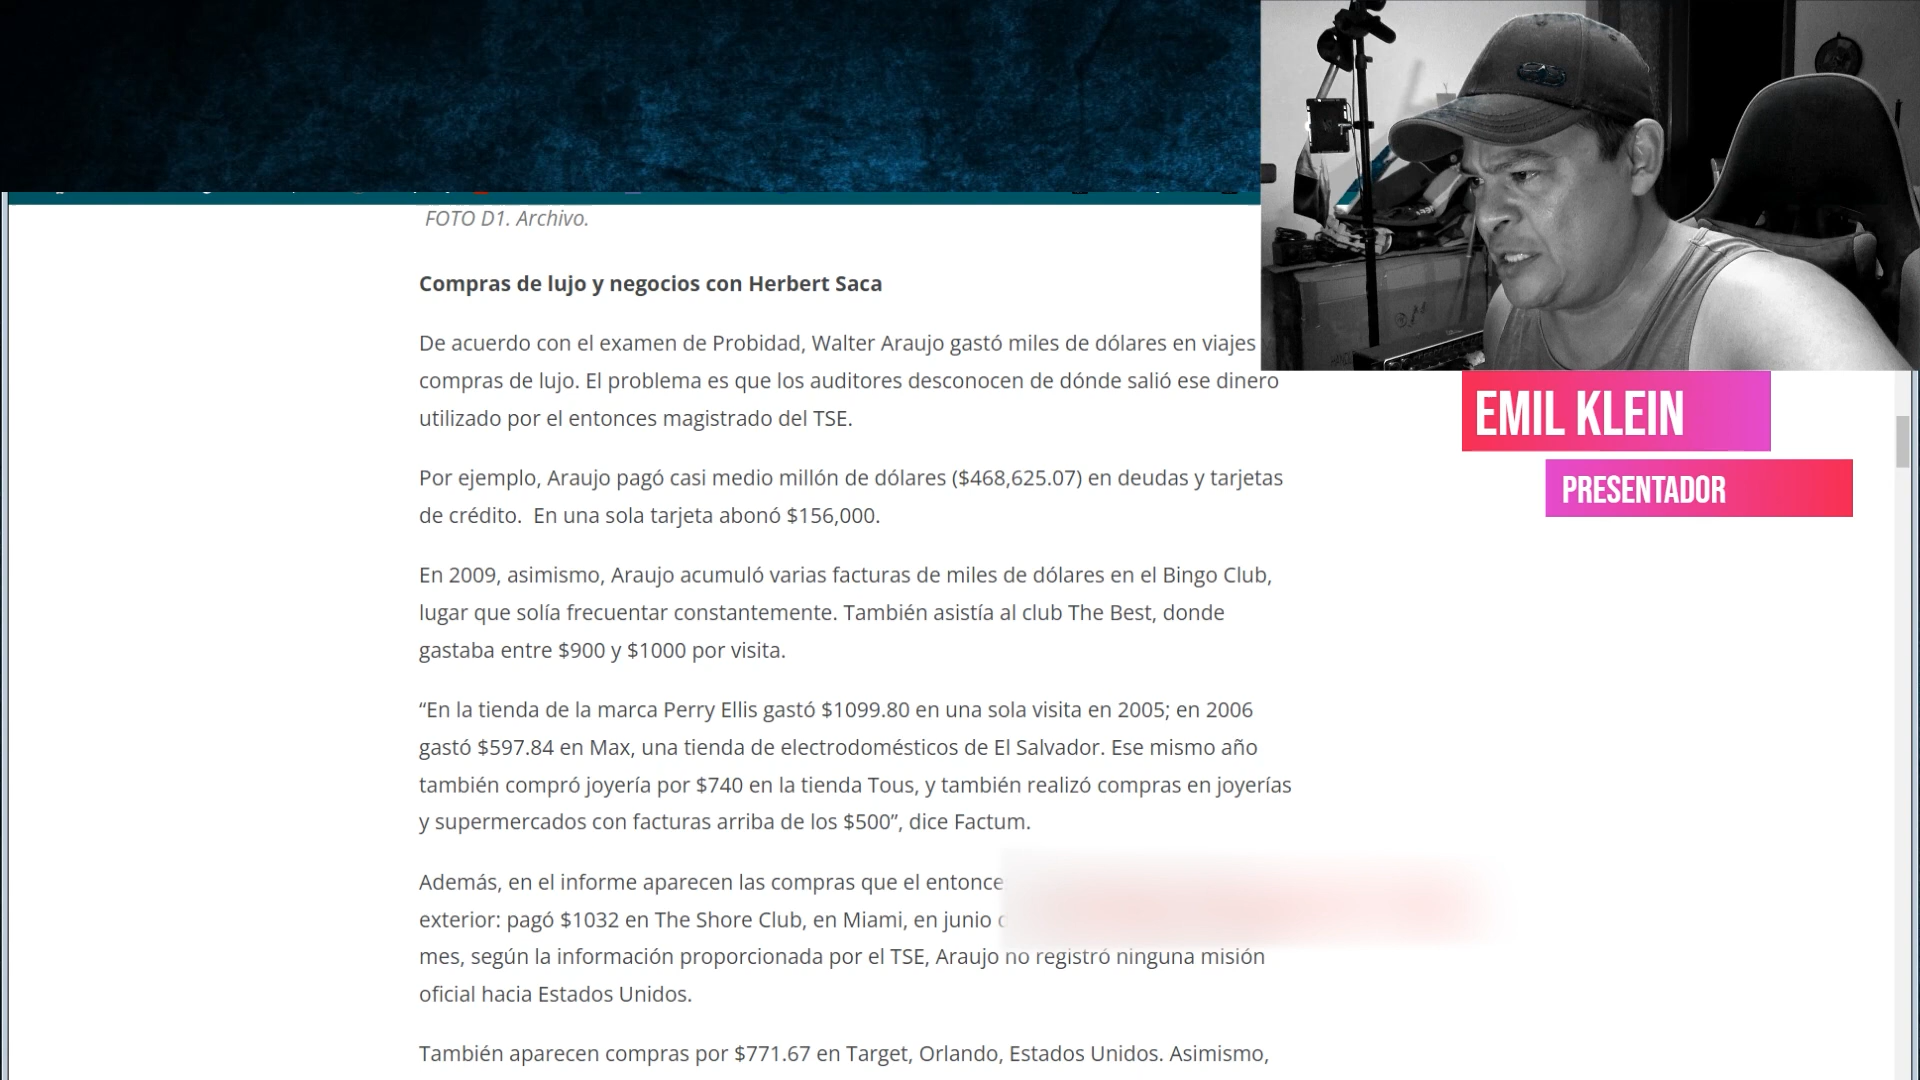 FOTO D1. Archivo.
Compras de lujo y negocios con Herbert Saca
De acuerdo con el examen de Probidad, Walter Araujo gastó miles de dólares en viajes
compras de lujo. El problema es que los auditores desconocen de dónde salió ese dinero
utilizado por el entonces magistrado del TSE.
EMIL KLEIN
PRESENTADOR
Por ejemplo, Araujo pagó casi medio millón de dólares ($468,625.07) en deudas y tarjetas
de crédito.  En una sola tarjeta abonó $156,000.
En 2009, asimismo, Araujo acumuló varias facturas de miles de dólares en el Bingo Club,
lugar que solía frecuentar constantemente. También asistía al club The Best, donde
gastaba entre $900 y $1000 por visita.
“En la tienda de la marca Perry Ellis gastó $1099.80 en una sola visita en 2005; en 2006
gastó $597.84 en Max, una tienda de electrodomésticos de El Salvador. Ese mismo año
también compró joyería por $740 en la tienda Tous, y también realizó compras en joyerías
y supermercados con facturas arriba de los $500”, dice Factum.
Además, en el informe aparecen las compras que el entonce
exterior: pagó $1032 en The Shore Club, en Miami, en junio
mes, según la información proporcionada por el TSE, Araujo no registró ninguna misión
oficial hacia Estados Unidos.
También aparecen compras por $771.67 en Target, Orlando, Estados Unidos. Asimismo,